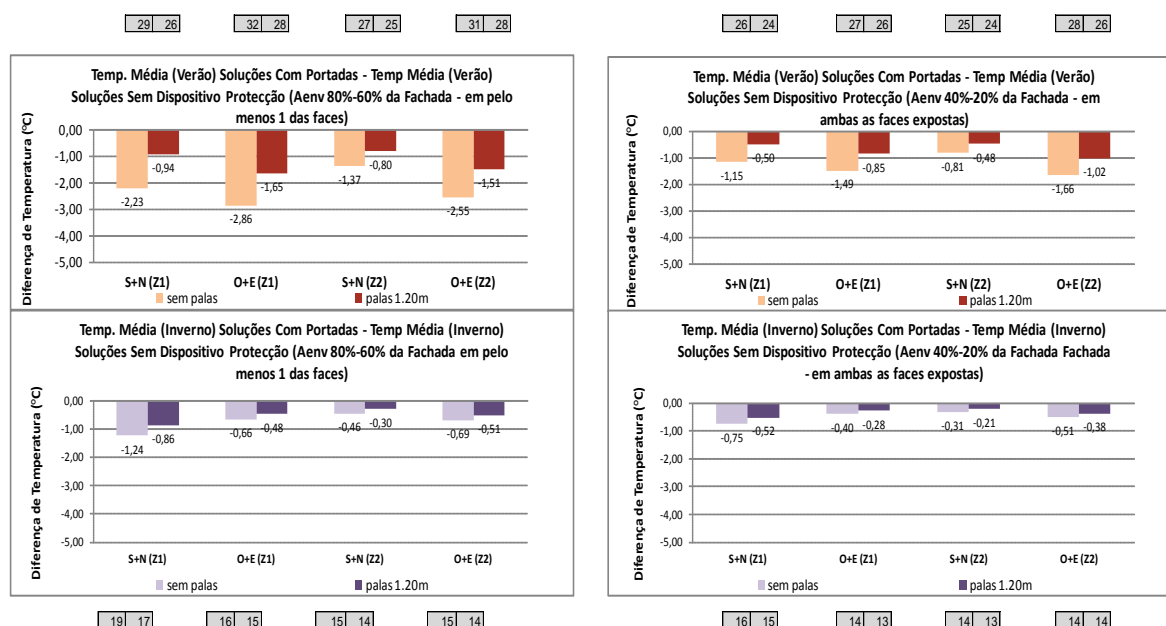 29 26 32 28 27 25 31 28
26 24 27 26 25 24 28 26
Temp. Média (Verão) Soluções Com Portadas - Temp Média (Verão)
Soluções Sem Dispositivo Protecção (Aenv 80%-60% da Fachada - em pelo
menos 1 das faces)
Diferença de Temperatura (°C)
0,00
-1,00
-2,00
-3,00
-4,00
-5,00
-2,23
-0,94
-2,86
-1,65
-1,37
-0,80
-2,55
-1,51
S+N (Z1) O+E (Z1) S+N (Z2) O+E (Z2)
sem palas palas 1.20m
Temp. Média (Verão) Soluções Com Portadas - Temp Média (Verão)
Soluções Sem Dispositivo Protecção (Aenv 40%-20% da Fachada - em
ambas as faces expostas)
Diferença de Temperatura (°C)
0,00
-1,00
-2,00
-3,00
-4,00
-5,00
-1,15
-0,50
-1,49
-0,85
-0,81
-0,48
-1,66
-1,02
S+N (Z1) O+E (Z1) S+N (Z2) O+E (Z2)
sem palas palas 1.20m
Temp. Média (Inverno) Soluções Com Portadas - Temp Média (Inverno)
Soluções Sem Dispositivo Protecção (Aenv 80%-60% da Fachada em pelo
menos 1 das faces)
Diferença de Temperatura (°C)
0,00
-1,00
-2,00
-3,00
-4,00
-5,00
-1,24
-0,86
-0,66
-0,48
-0,46
-0,30
-0,69
-0,51
S+N (Z1) O+E (Z1) S+N (Z2) O+E (Z2)
sem palas palas 1.20m
Temp. Média (Inverno) Soluções Com Portadas - Temp Média (Inverno)
Soluções Sem Dispositivo Protecção (Aenv 40%-20% da Fachada Fachada
- em ambas as faces expostas)
Diferença de Temperatura (°C)
0,00
-1,00
-2,00
-3,00
-4,00
-5,00
-0,75
-0,52
-0,40
-0,28
-0,31
-0,21
-0,51
-0,38
S+N (Z1) O+E (Z1) S+N (Z2) O+E (Z2)
sem palas palas 1.20m
19 17 16 15 15 14 15 14
16 15 14 13 14 13 14 14